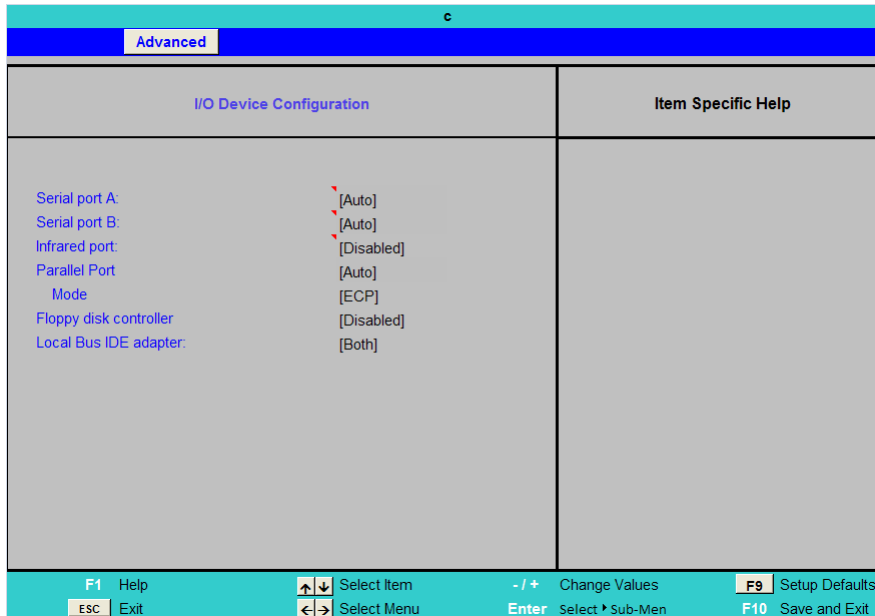 c
Advanced
I/O Device Configuration
Item Specific Help
Serial port A: [Auto]
Serial port B: [Auto]
Infrared port: [Disabled]
Parallel Port [Auto]
Mode [ECP]
Floppy disk controller [Disabled]
Local Bus IDE adapter: [Both]
F1 Help ↑ ↓ Select Item - / + Change Values F9 Setup Defaults
ESC Exit ← → Select Menu Enter Select ‣ Sub-Men F10 Save and Exit